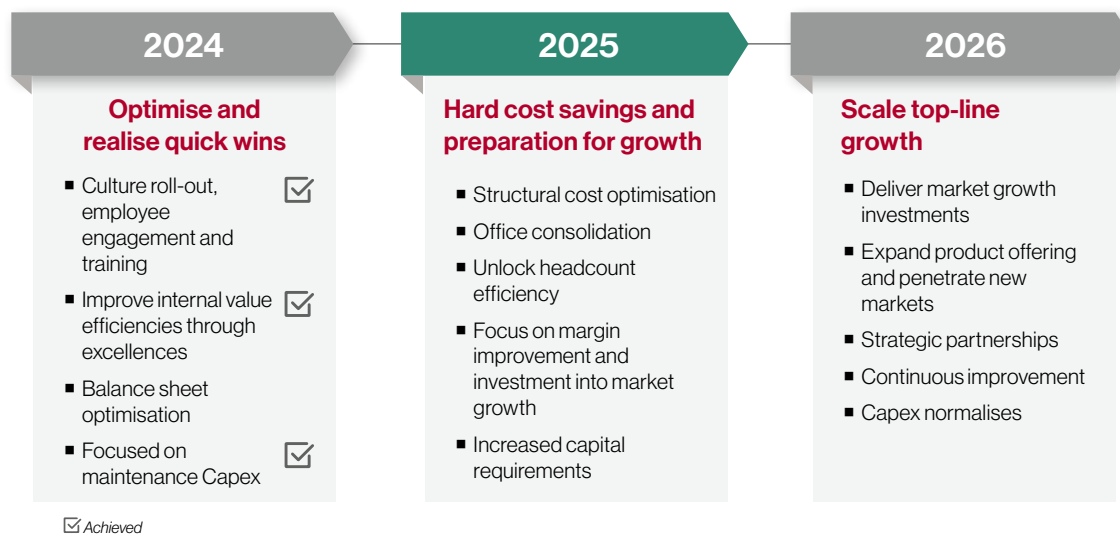 2024
Optimise and
realise quick wins
■ Culture roll-out,
employee
engagement and
training
■ Improve internal value
efficiencies through
excellences
■ Balance sheet
optimisation
■ Focused on
maintenance Capex
☑ Achieved
2025
Hard cost savings and
preparation for growth
■ Structural cost optimisation
■ Office consolidation
■ Unlock headcount
efficiency
■ Focus on margin
improvement and
investment into market
growth
■ Increased capital
requirements
2026
Scale top-line
growth
■ Deliver market growth
investments
■ Expand product offering
and penetrate new
markets
■ Strategic partnerships
■ Continuous improvement
■ Capex normalises